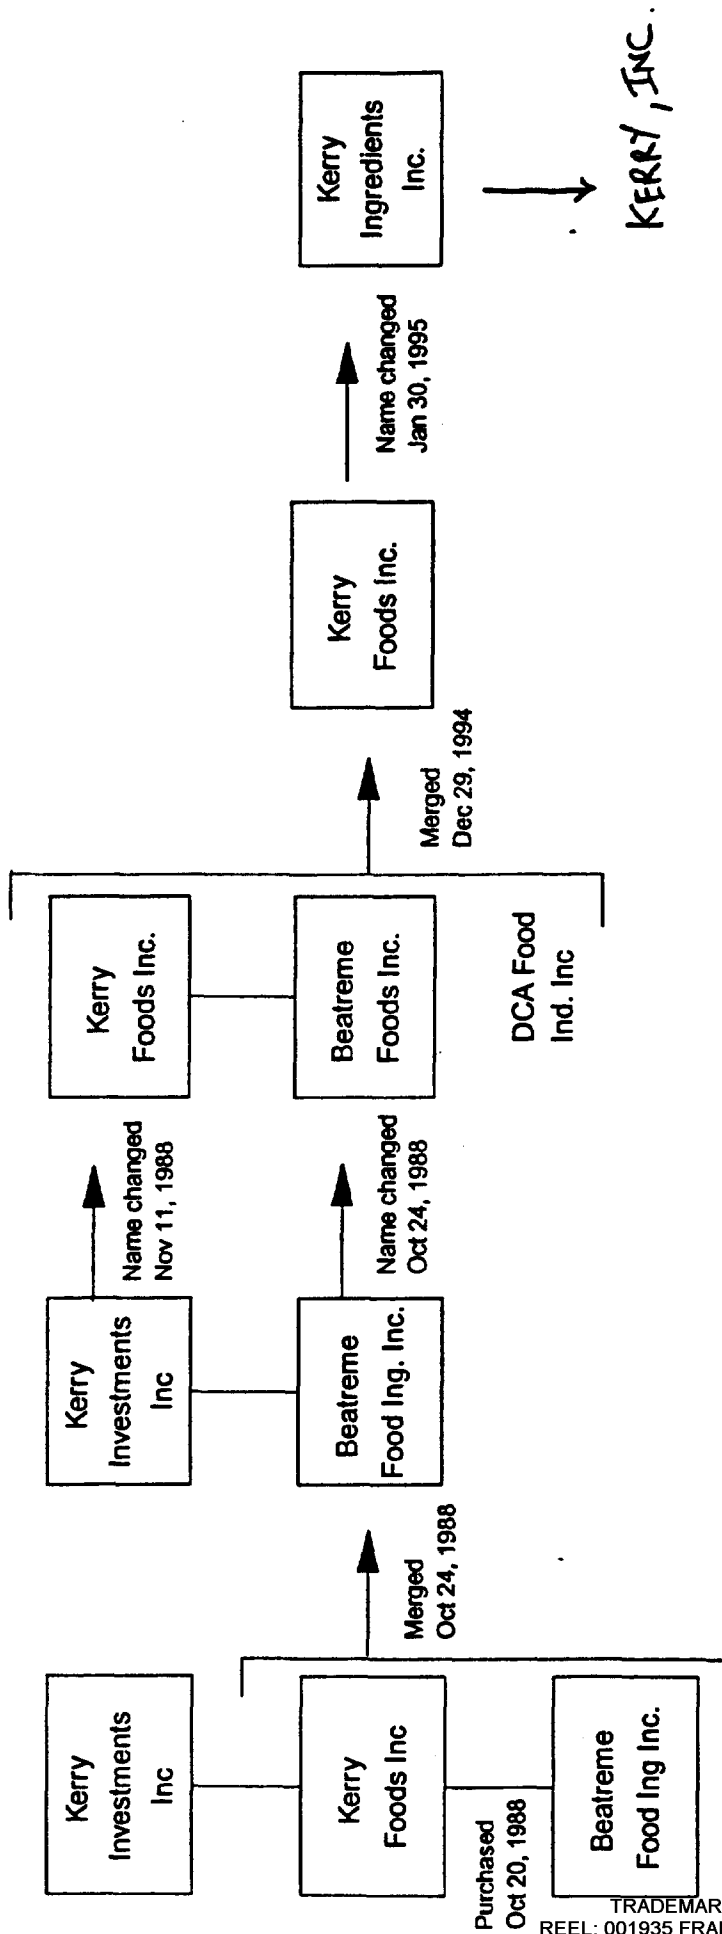 Kerry
Investments
Inc
Kerry
Foods Inc
Purchased
Oct 20, 1988
Beatreme
Food Ing Inc.
Merged
Oct 24, 1988
Kerry
Investments
Inc
Beatreme
Food Ing. Inc.
Name changed
Nov 11, 1988
Name changed
Oct 24, 1988
Kerry
Foods Inc.
Beatreme
Foods Inc.
DCA Food
Ind. Inc
Merged
Dec 29, 1994
Kerry
Foods Inc.
Name changed
Jan 30, 1995
Kerry
Ingredients
Inc.
KERRY, INC.
REEL: 001935